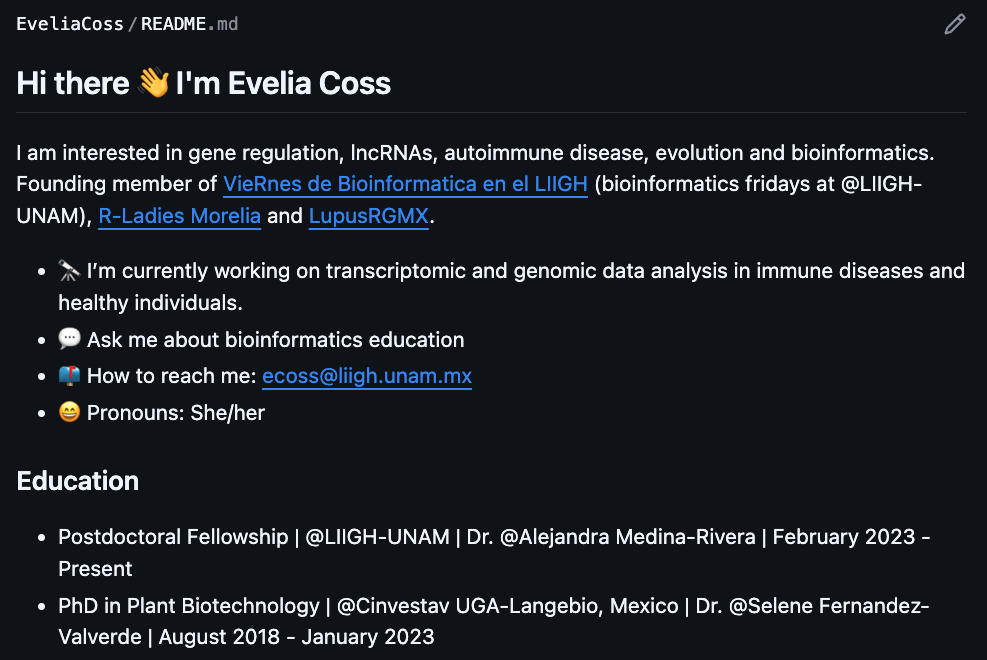 EveliaCoss/README.md
Hi there 👋 I'm Evelia Coss
I am interested in gene regulation, lncRNAs, autoimmune disease, evolution and bioinformatics.
Founding member of VieRnes de Bioinformatica en el LIIGH (bioinformatics fridays at @LIIGH-
UNAM), R-Ladies Morelia and LupusRGMX.
• 🔭 I’m currently working on transcriptomic and genomic data analysis in immune diseases and
healthy individuals.
• 💬 Ask me about bioinformatics education
• 📫 How to reach me: ecoss@liigh.unam.mx
• 😄 Pronouns: She/her
Education
• Postdoctoral Fellowship | @LIIGH-UNAM | Dr. @Alejandra Medina-Rivera | February 2023 -
Present
• PhD in Plant Biotechnology | @Cinvestav UGA-Langebio, Mexico | Dr. @Selene Fernandez-
Valverde | August 2018 - January 2023